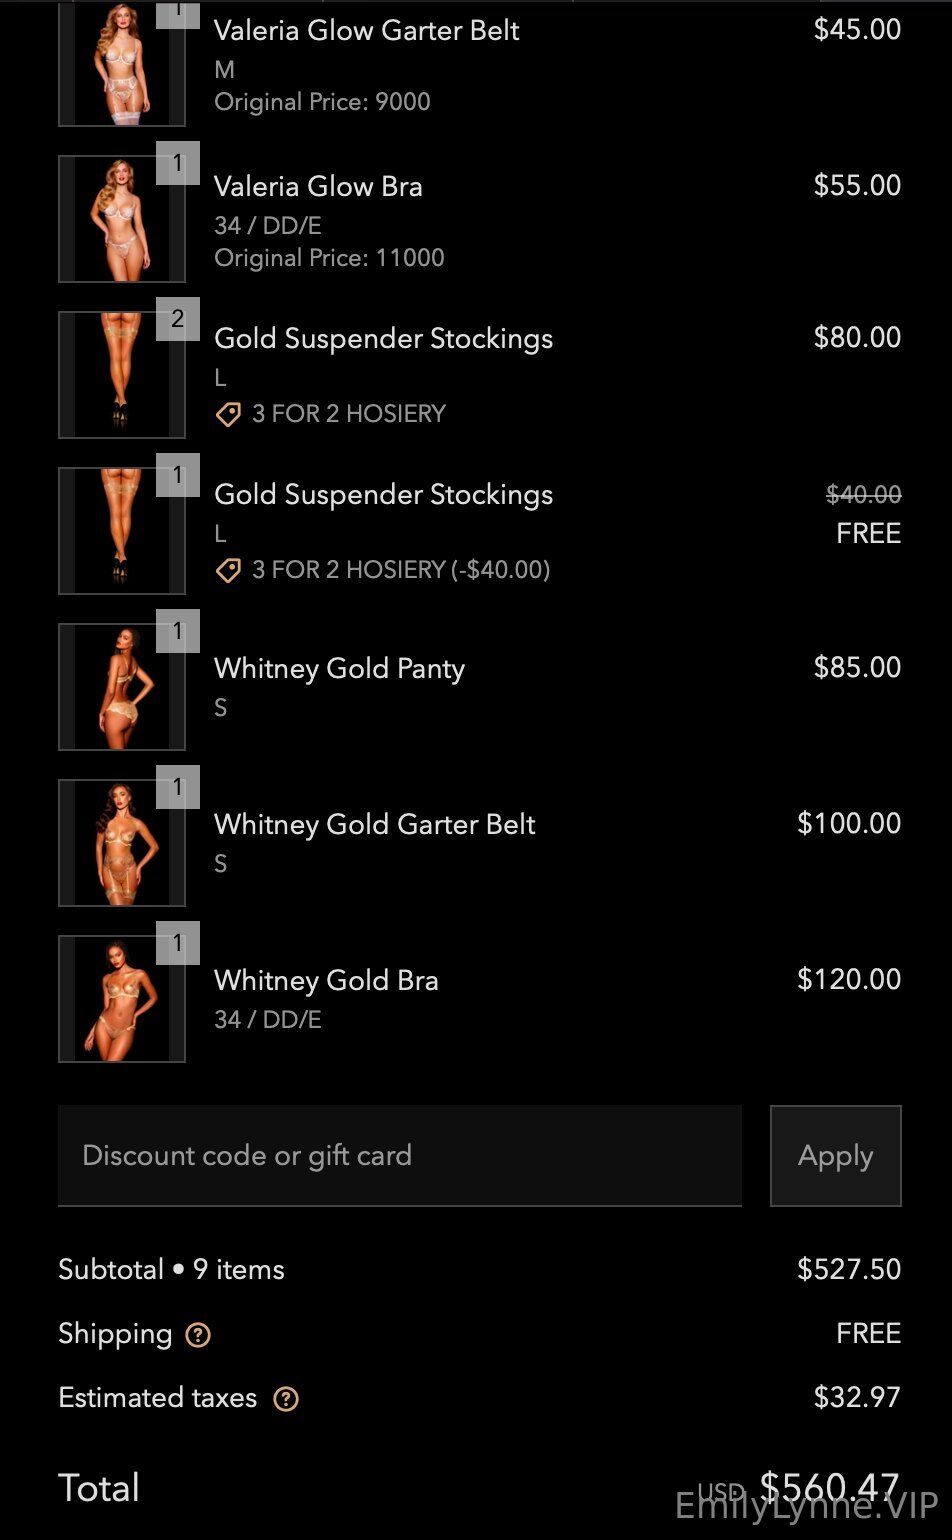 1
Valeria Glow Garter Belt $45.00
M
Original Price: 9000
1
Valeria Glow Bra $55.00
34 / DD/E
Original Price: 11000
2
Gold Suspender Stockings $80.00
L
3 FOR 2 HOSIERY
1
Gold Suspender Stockings $40.00
L FREE
3 FOR 2 HOSIERY (-$40.00)
1
Whitney Gold Panty $85.00
S
1
Whitney Gold Garter Belt $100.00
S
1
Whitney Gold Bra $120.00
34 / DD/E
Discount code or gift card Apply
Subtotal • 9 items $527.50
Shipping ? FREE
Estimated taxes ? $32.97
Total USD $560.47
EmilyLynne.VIP